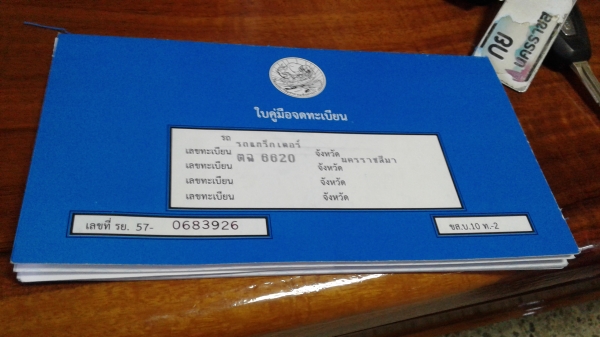 ใบคู่มือจดทะเบียน
รถ รถแทรีกเตอร์
เลขทะเบียน ตฉ 6620 จังหวัด นครราชสีมา
เลขทะเบียน จังหวัด
เลขทะเบียน จังหวัด
เลขทะเบียน จังหวัด
เลขที่ รย. 57- 0683926
ขส.บ.10 ท.-2
กัย
นครราชส